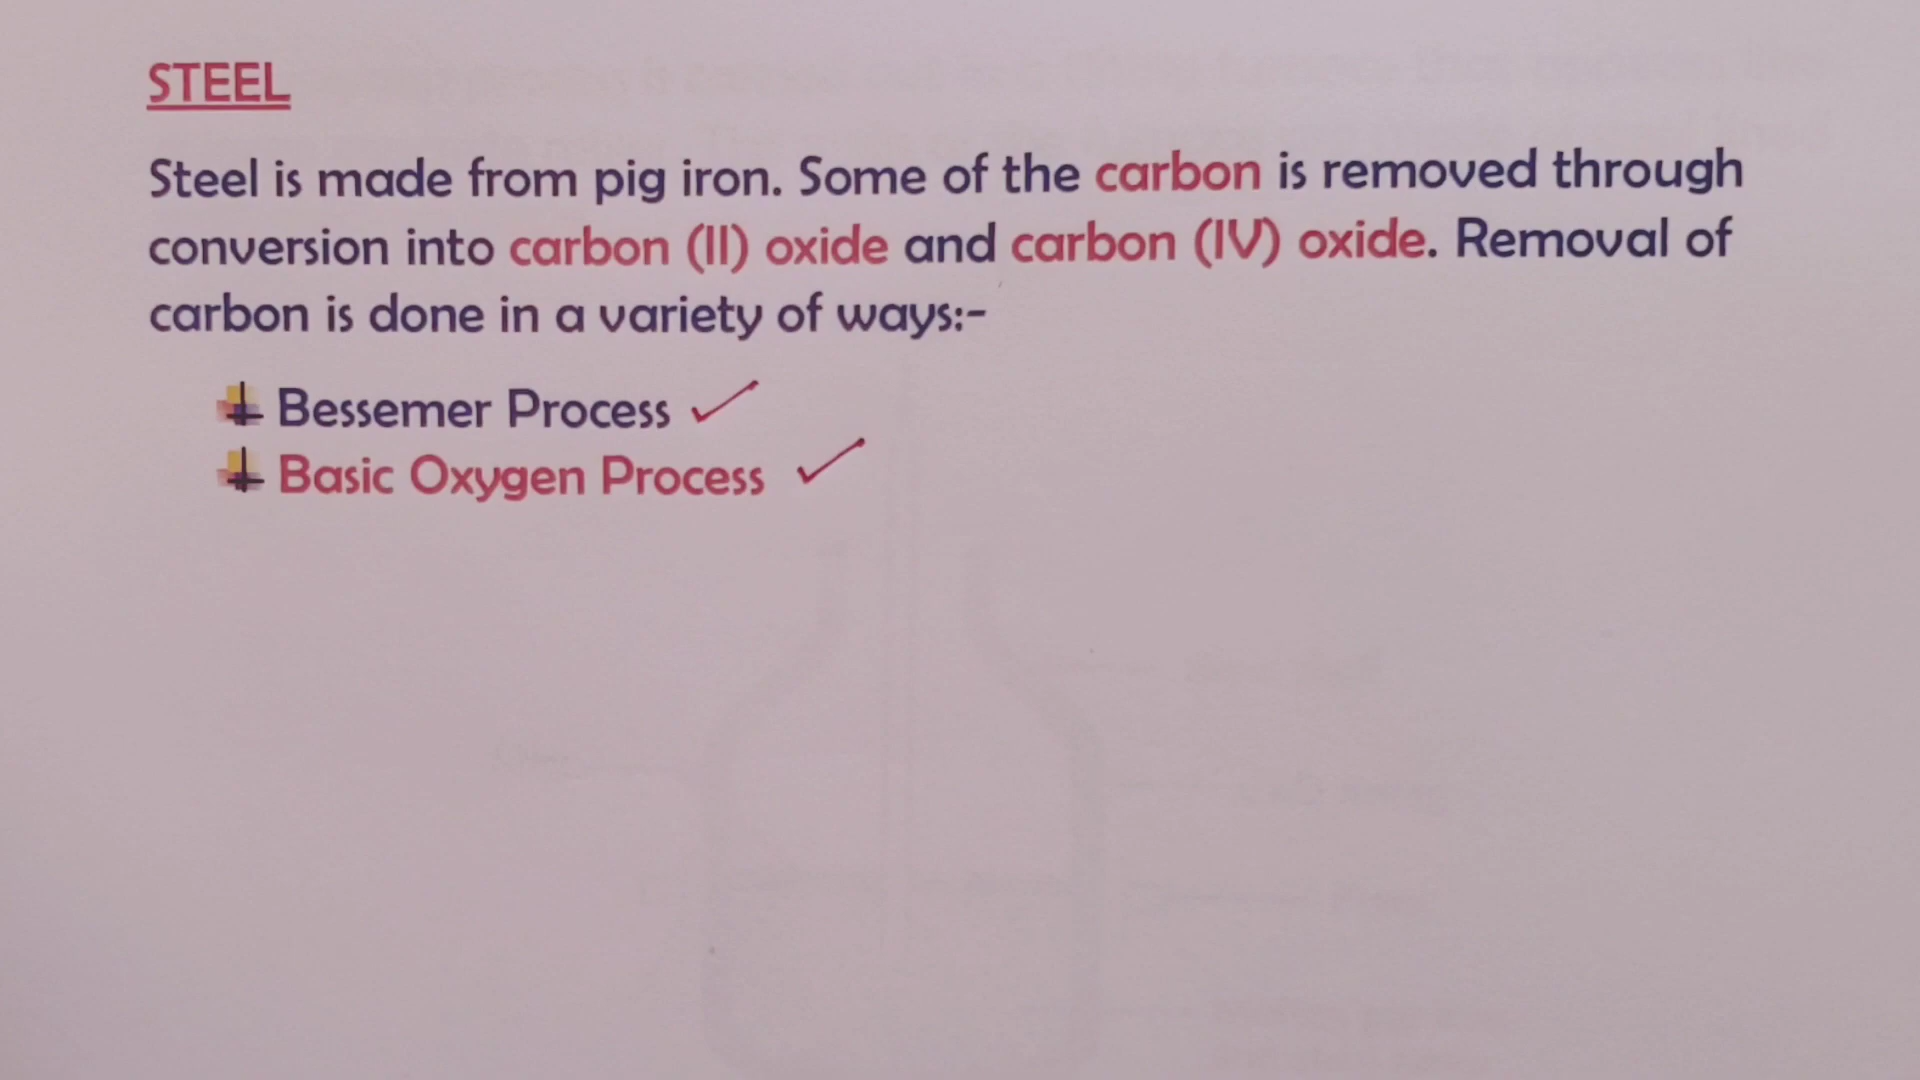 STEEL
Steel is made from pig iron. Some of the carbon is removed through
conversion into carbon (II) oxide and carbon (IV) oxide. Removal of
carbon is done in a variety of ways:-
Bessemer Process
Basic Oxygen Process